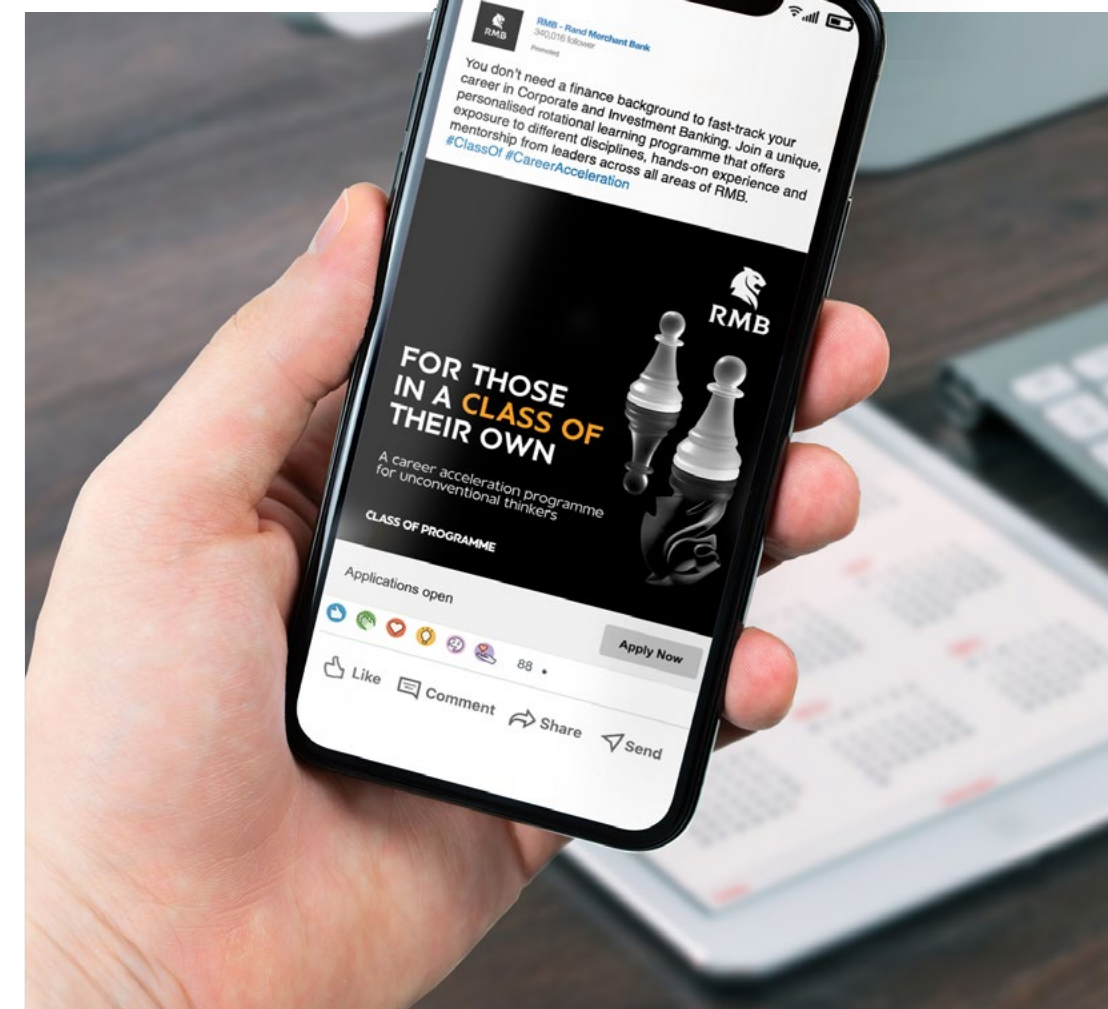 RMB
RMB - Rand Merchant Bank
340,016 follower
Promoted
You don't need a finance background to fast-track your
career in Corporate and Investment Banking. Join a unique,
personalised rotational learning programme that offers
exposure to different disciplines, hands-on experience and
mentorship from leaders across all areas of RMB.
#ClassOf #CareerAcceleration
RMB
FOR THOSE
IN A CLASS OF
THEIR OWN
A career acceleration programme
for unconventional thinkers
CLASS OF PROGRAMME
Applications open
Apply Now
88 •
Like
Comment
Share
Send